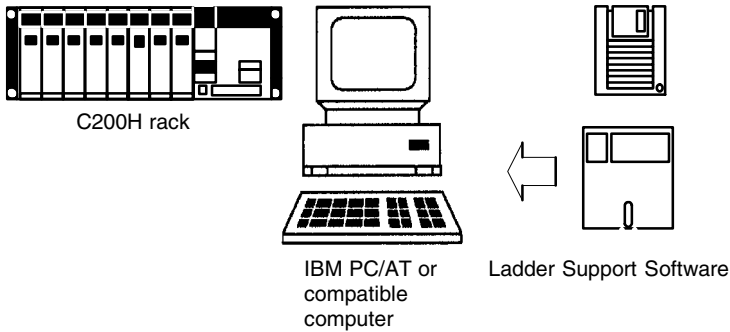 C200H rack
IBM PC/AT or
compatible
computer
Ladder Support Software